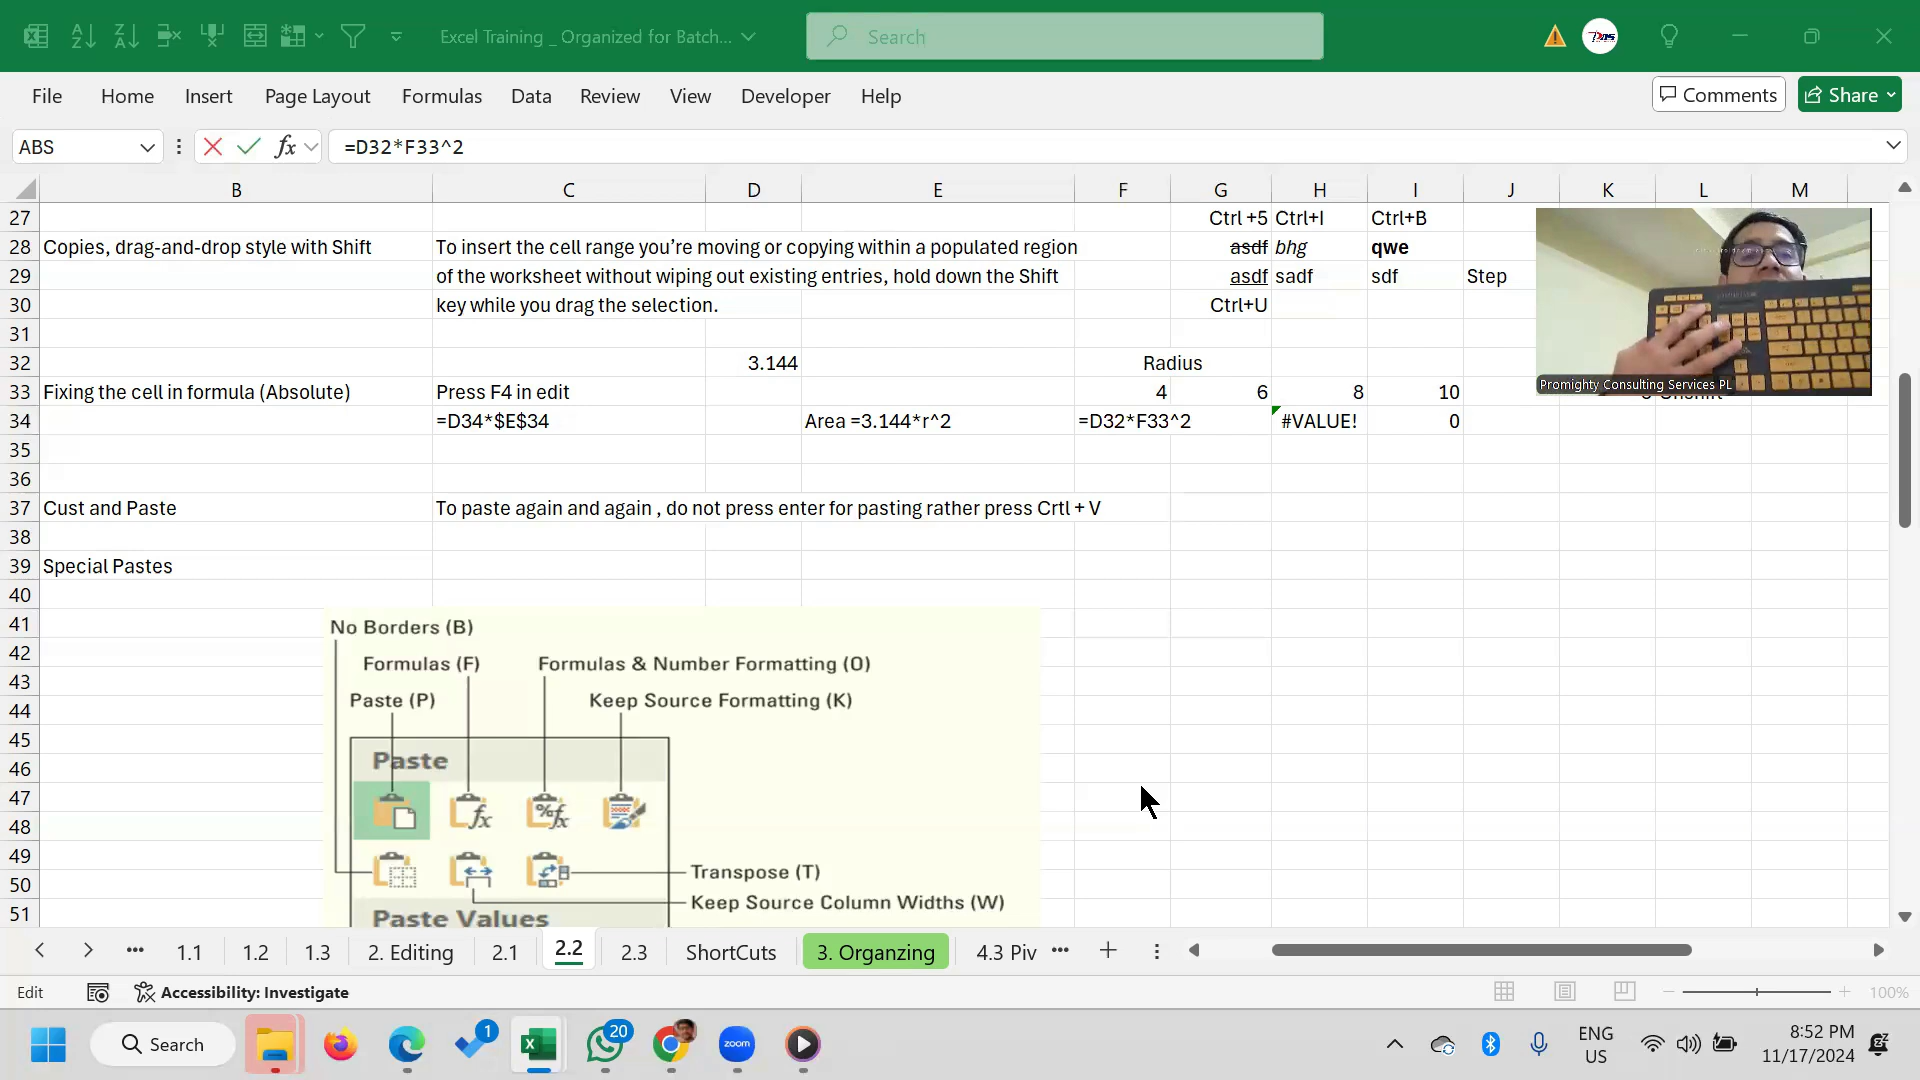 Excel Training _ Organized for Batch...
Search
File Home Insert Page Layout Formulas Data Review View Developer Help
Comments Share
ABS fx =D32*F33^2
B C D E F G H I J K L M
27 Ctrl +5 Ctrl+I Ctrl+B
28 Copies, drag-and-drop style with Shift To insert the cell range you’re moving or copying within a populated region asdf bhg qwe
29 of the worksheet without wiping out existing entries, hold down the Shift asdf sadf sdf Step
30 key while you drag the selection. Ctrl+U
31
32 3.144 Radius
33 Fixing the cell in formula (Absolute) Press F4 in edit 4 6 8 10
34 =D34*$E$34 Area =3.144*r^2 =D32*F33^2 #VALUE! 0
35
36
37 Cust and Paste To paste again and again , do not press enter for pasting rather press Crtl + V
38
39 Special Pastes
40
41
42
43
44
45
46
47
48
49
50
51
Promighty Consulting Services PL
No Borders (B)
Formulas (F) Formulas & Number Formatting (O)
Paste (P) Keep Source Formatting (K)
Paste
fx %fx
Transpose (T)
Keep Source Column Widths (W)
Paste Values
1.1 1.2 1.3 2. Editing 2.1 2.2 2.3 ShortCuts 3. Organzing 4.3 Piv
Edit Accessibility: Investigate 100%
Search 1 20 zoom ENG
US
8:52 PM
11/17/2024